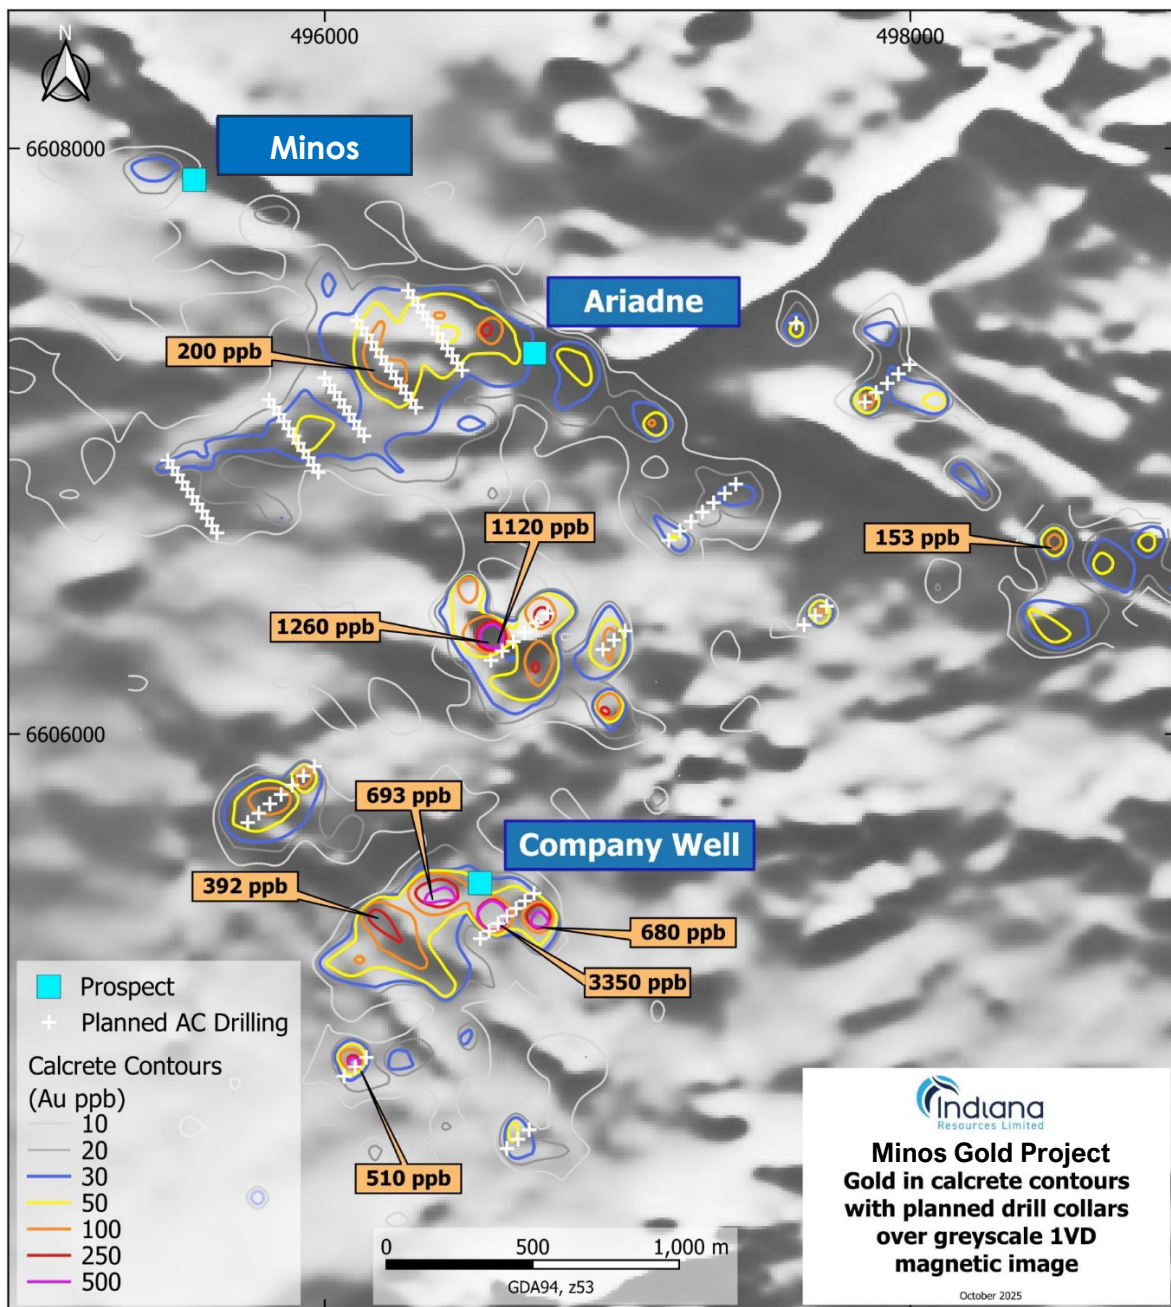 496000
498000
N
6608000
Minos
Ariadne
200 ppb
1120 ppb
153 ppb
1260 ppb
6606000
693 ppb
Company Well
392 ppb
680 ppb
3350 ppb
510 ppb
Prospect
Planned AC Drilling
Calcrete Contours
(Au ppb)
10
20
30
50
100
250
500
0 500 1,000 m
GDA94, z53
Indiana
Resources Limited
Minos Gold Project
Gold in calcrete contours
with planned drill collars
over greyscale 1VD
magnetic image
October 2025